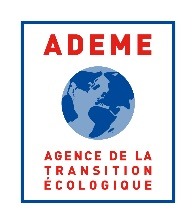 ADEME
AGENCE DE LA
TRANSITION
ÉCOLOGIQUE